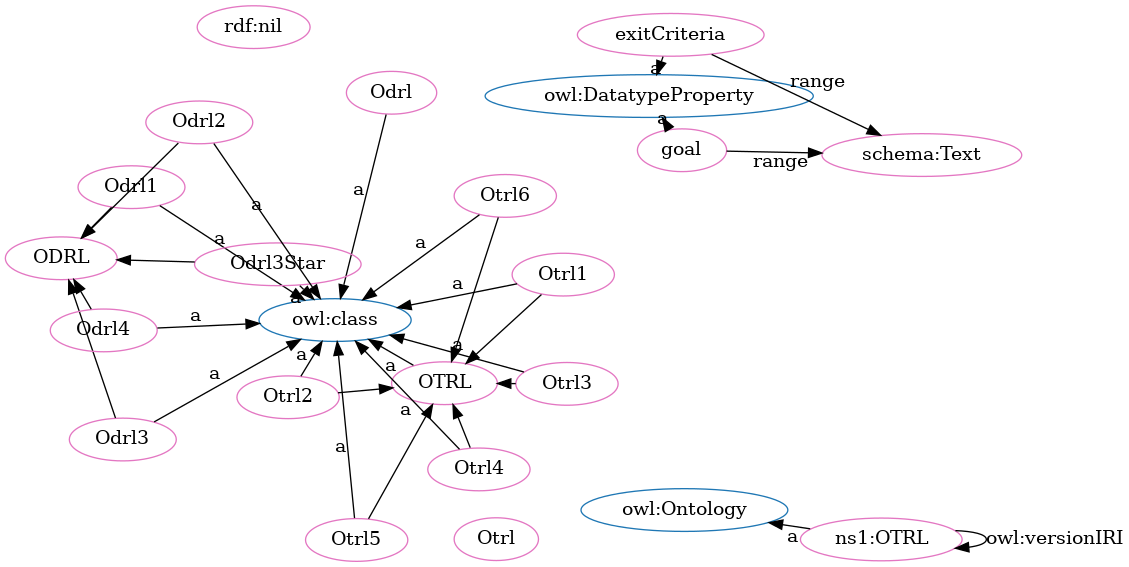 rdf:nil
exitCriteria
a
range
owl:DatatypeProperty
Odrl
Odrl2
a
goal
range
schema:Text
Odrl1
a
a
Otrl6
a
a
ODRL
Odrl3Star
Otrl1
a
a
owl:class
Odrl4
a
a
a
OTRL
Otrl3
a
a
Otrl2
a
Odrl3
a
Otrl4
owl:Ontology
Otrl5
Otrl
a
ns1:OTRL
owl:versionIRI